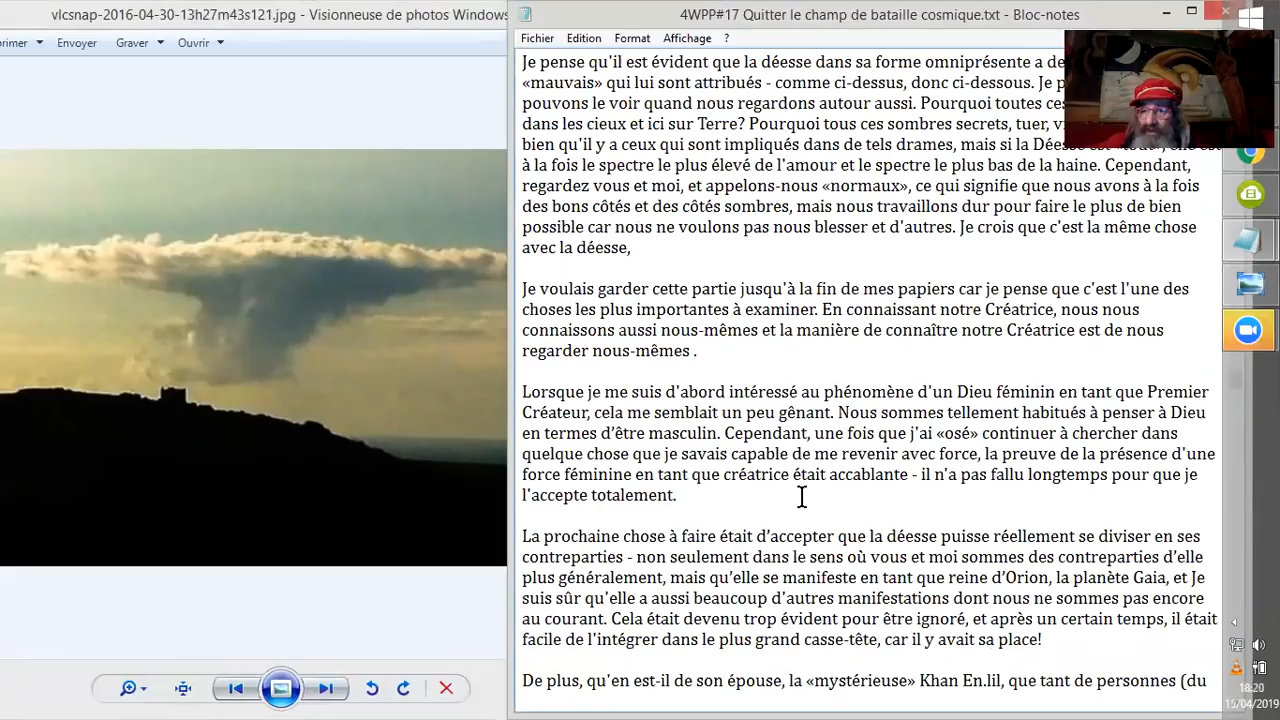 vlcsnap-2016-04-30-13h27m43s121.jpg - Visionneuse de photos Windows
4WPP#17 Quitter le champ de bataille cosmique.txt - Bloc-notes
primer
Envoyer
Graver
Ouvrir
Fichier Edition Format Affichage ?
Je pense qu'il est évident que la déesse dans sa forme omniprésente a de
«mauvais» qui lui sont attribués - comme ci-dessus, donc ci-dessous. Je p
pouvons le voir quand nous regardons autour aussi. Pourquoi toutes ces
dans les cieux et ici sur Terre? Pourquoi tous ces sombres secrets, tuer, v
bien qu'il y a ceux qui sont impliqués dans de tels drames, mais si la Déesse est
à la fois le spectre le plus élevé de l'amour et le spectre le plus bas de la haine. Cependant,
regardez vous et moi, et appelons-nous «normaux», ce qui signifie que nous avons à la fois
des bons côtés et des côtés sombres, mais nous travaillons dur pour faire le plus de bien
possible car nous ne voulons pas nous blesser et d'autres. Je crois que c'est la même chose
avec la déesse,
Je voulais garder cette partie jusqu'à la fin de mes papiers car je pense que c'est l'une des
choses les plus importantes à examiner. En connaissant notre Créatrice, nous nous
connaissons aussi nous-mêmes et la manière de connaître notre Créatrice est de nous
regarder nous-mêmes .
Lorsque je me suis d'abord intéressé au phénomène d'un Dieu féminin en tant que Premier
Créateur, cela me semblait un peu gênant. Nous sommes tellement habitués à penser à Dieu
en termes d’être masculin. Cependant, une fois que j'ai «osé» continuer à chercher dans
quelque chose que je savais capable de me revenir avec force, la preuve de la présence d'une
force féminine en tant que créatrice était accablante - il n'a pas fallu longtemps pour que je
l'accepte totalement.
La prochaine chose à faire était d’accepter que la déesse puisse réellement se diviser en ses
contreparties - non seulement dans le sens où vous et moi sommes des contreparties d’elle
plus généralement, mais qu’elle se manifeste en tant que reine d’Orion, la planète Gaia, et Je
suis sûr qu'elle a aussi beaucoup d'autres manifestations dont nous ne sommes pas encore
au courant. Cela était devenu trop évident pour être ignoré, et après un certain temps, il était
facile de l'intégrer dans le plus grand casse-tête, car il y avait sa place!
De plus, qu'en est-il de son épouse, la «mystérieuse» Khan En.lil, que tant de personnes (du
18:20
15/04/2019